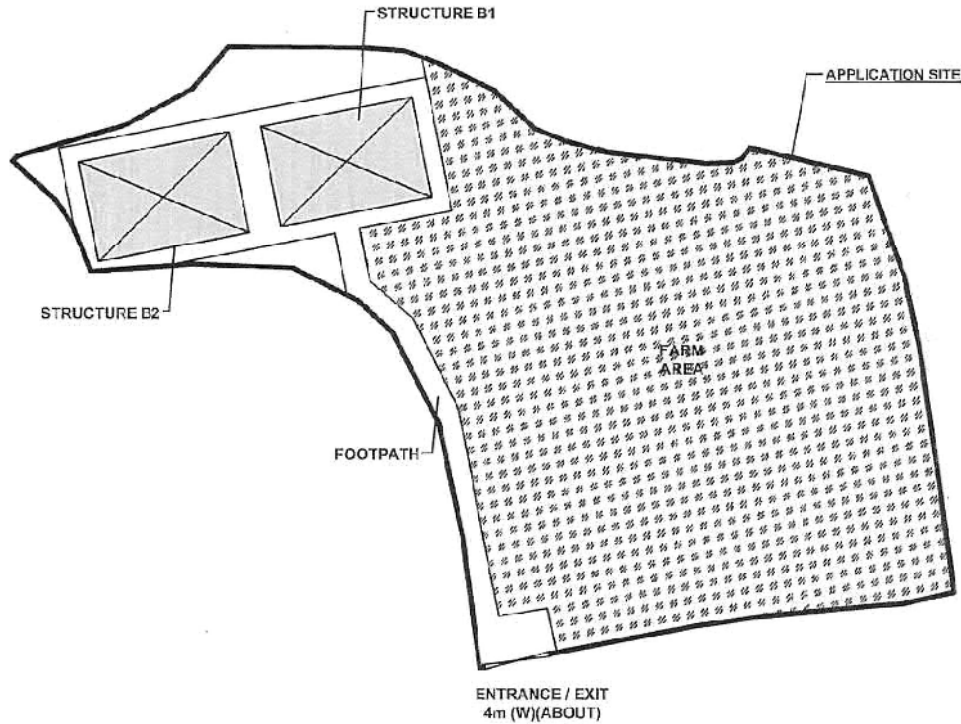 STRUCTURE B1
APPLICATION SITE
STRUCTURE B2
FARM
AREA
FOOTPATH
ENTRANCE / EXIT
4m (W)(ABOUT)